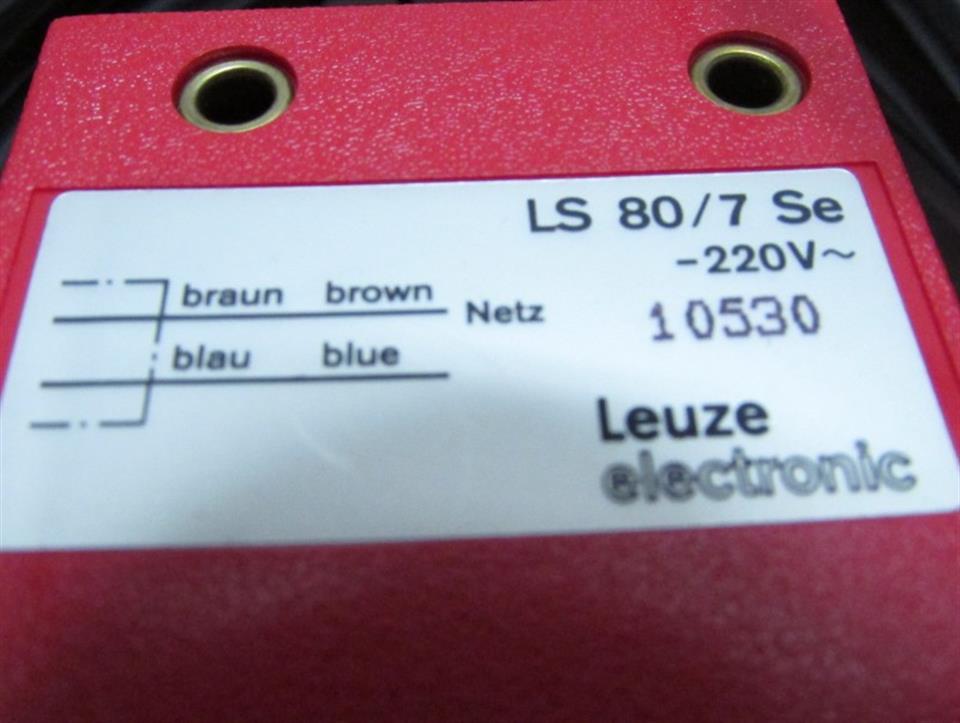 LS 80/7 Se
-220V~
braun brown
Netz
10530
blau blue
Leuze
electronic